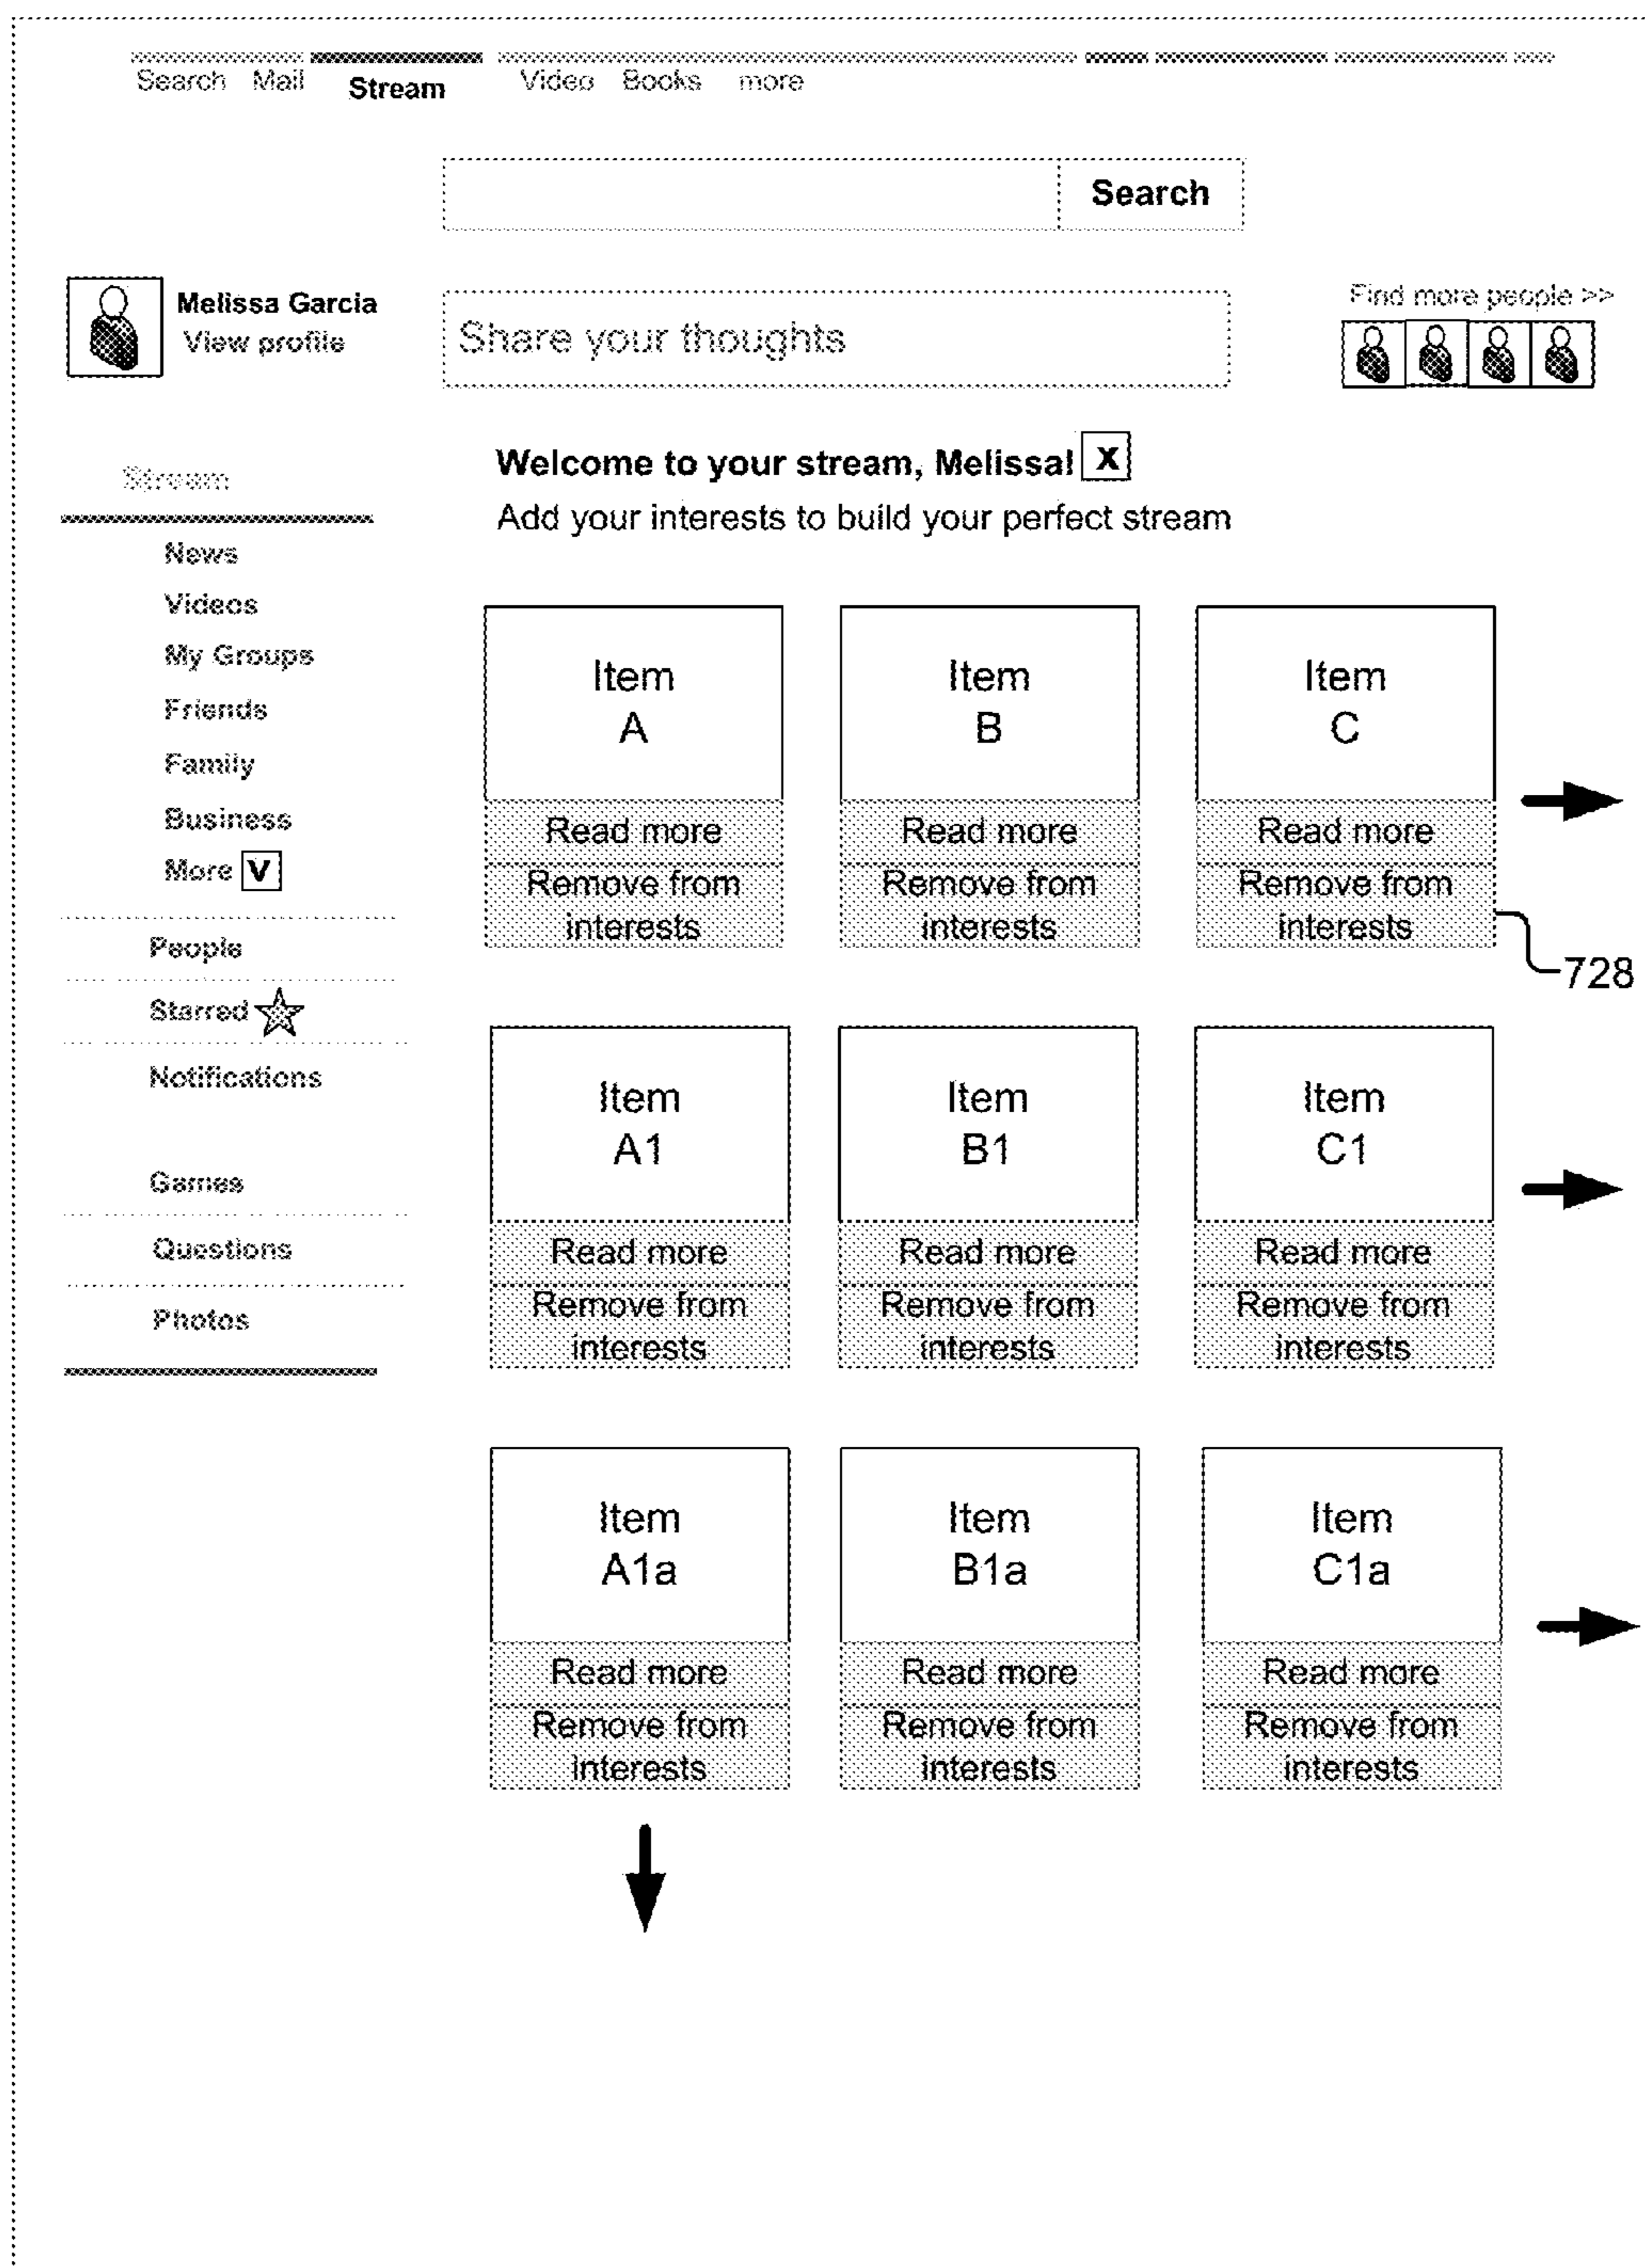 Search Mail Stream Video Books more
Search
Melissa Garcia
View profile
Share your thoughts
Find more people >>
Welcome to your stream, Melissa! X
Add your interests to build your perfect stream
Stream
News
Videos
My Groups
Friends
Family
Business
More V
People
Starred
Notifications
Games
Questions
Photos
Item Item Item
A B C
Read more Read more Read more
Remove from Remove from Remove from
interests interests interests
728
Item Item Item
A1 B1 C1
Read more Read more Read more
Remove from Remove from Remove from
interests interests interests
Item Item Item
A1a B1a C1a
Read more Read more Read more
Remove from Remove from Remove from
interests interests interests